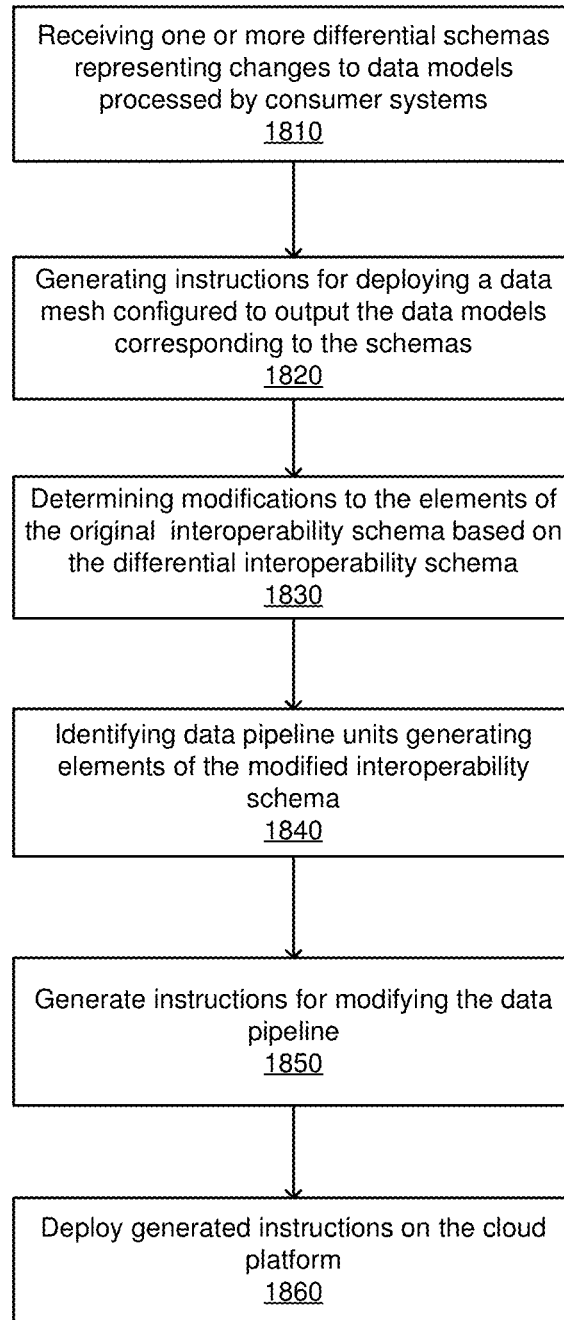 Receiving one or more differential schemas
representing changes to data models
processed by consumer systems
1810
Generating instructions for deploying a data
mesh configured to output the data models
corresponding to the schemas
1820
Determining modifications to the elements of
the original interoperability schema based on
the differential interoperability schema
1830
Identifying data pipeline units generating
elements of the modified interoperability
schema
1840
Generate instructions for modifying the data
pipeline
1850
Deploy generated instructions on the cloud
platform
1860